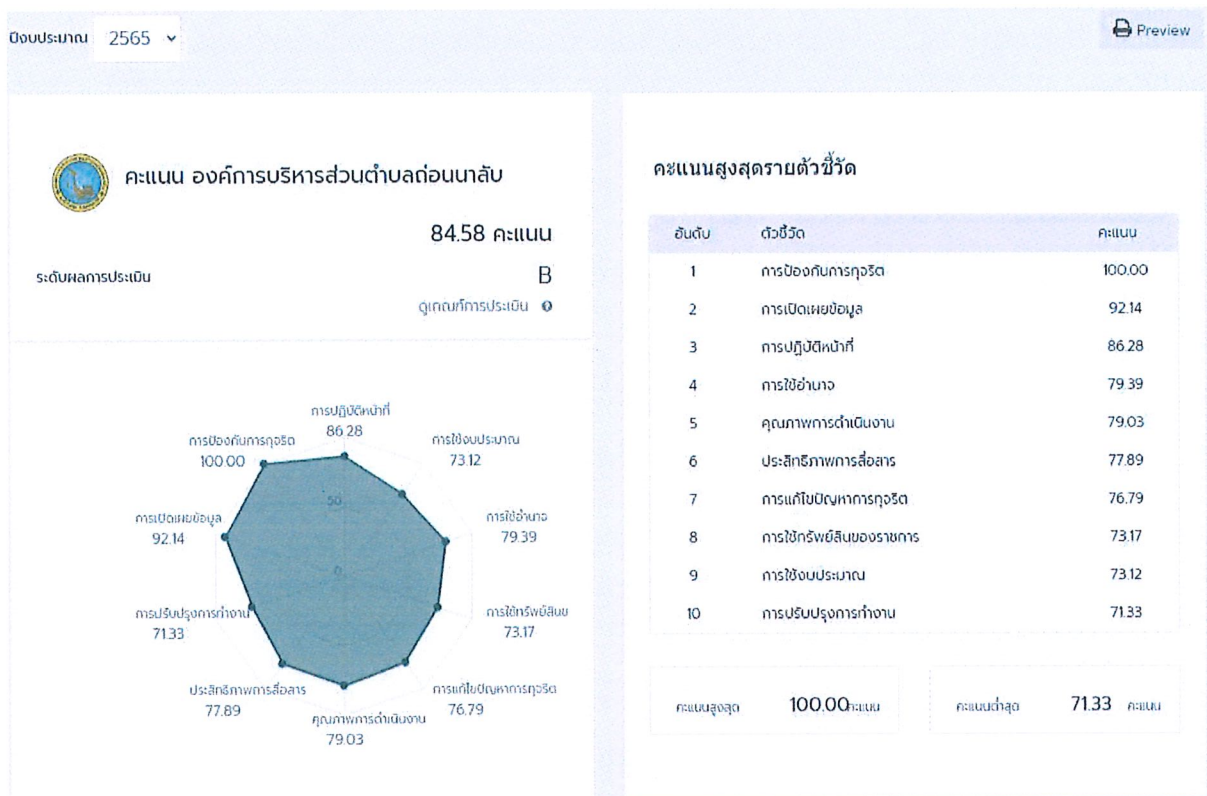 ปีงบประมาณ 2565
Preview
คะแนน องค์การบริหารส่วนตำบลถ่อนนาลับ
84.58 คะแนน
ระดับผลการประเมิน B
ดูเกณฑ์การประเมิน
การปฏิบัติหน้าที่
86.28
การใช้งบประมาณ
73.12
การใช้อำนาจ
79.39
การใช้ทรัพย์สินข
73.17
การแก้ไขปัญหาการทุจริต
76.79
คุณภาพการดำเนินงาน
79.03
ประสิทธิภาพการสื่อสาร
77.89
การปรับปรุงการทำงาน
71.33
การเปิดเผยข้อมูล
92.14
การป้องกันการทุจริต
100.00
50
0
คะแนนสูงสุดรายตัวชี้วัด
อันดับ ตัวชี้วัด คะแนน
1 การป้องกันการทุจริต 100.00
2 การเปิดเผยข้อมูล 92.14
3 การปฏิบัติหน้าที่ 86.28
4 การใช้อำนาจ 79.39
5 คุณภาพการดำเนินงาน 79.03
6 ประสิทธิภาพการสื่อสาร 77.89
7 การแก้ไขปัญหาการทุจริต 76.79
8 การใช้ทรัพย์สินของราชการ 73.17
9 การใช้งบประมาณ 73.12
10 การปรับปรุงการทำงาน 71.33
คะแนนสูงสุด 100.00 คะแนน
คะแนนต่ำสุด 71.33 คะแนน